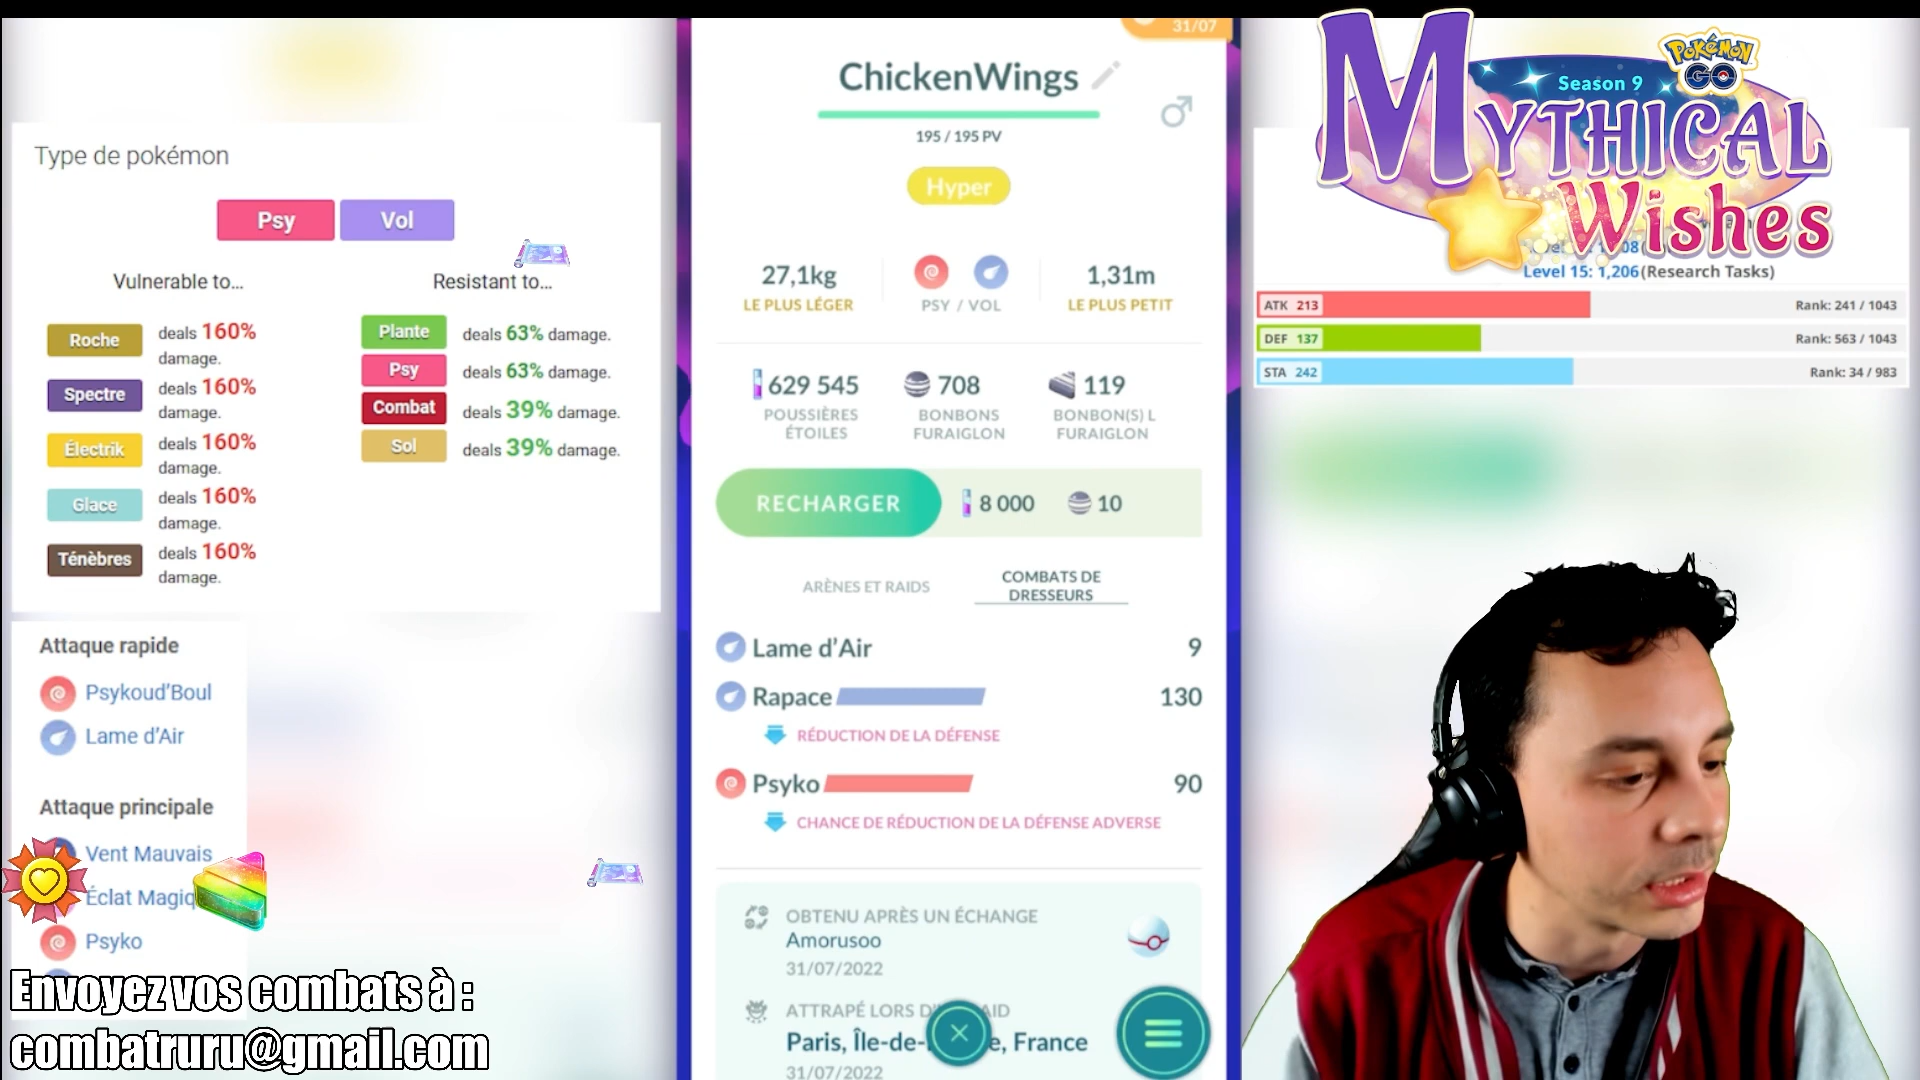 Type de pokémon
Psy Vol
Vulnerable to...
Roche deals 160%
damage.
Spectre deals 160%
damage.
Électrik deals 160%
damage.
Glace deals 160%
damage.
Ténèbres deals 160%
damage.
Resistant to...
Plante deals 63% damage.
Psy deals 63% damage.
Combat deals 39% damage.
Sol deals 39% damage.
Attaque rapide
Psykoud'Boul
Lame d'Air
Attaque principale
Vent Mauvais
Éclat Magiq
Psyko
Envoyez vos combats à :
combatruru@gmail.com
31/07
ChickenWings
195 / 195 PV
Hyper
27,1kg
LE PLUS LÉGER
PSY / VOL
1,31m
LE PLUS PETIT
629 545
POUSSIÈRES
ÉTOILES
708
BONBONS
FURAIGLON
119
BONBON(S) L
FURAIGLON
RECHARGER 8 000 10
ARÈNES ET RAIDS
COMBATS DE
DRESSEURS
Lame d'Air 9
Rapace 130
RÉDUCTION DE LA DÉFENSE
Psyko 90
CHANCE DE RÉDUCTION DE LA DÉFENSE ADVERSE
OBTENU APRÈS UN ÉCHANGE
Amorusoo
31/07/2022
ATTRAPÉ LORS D' AID
Paris, Île-de- e, France
31/07/2022
Pokémon
GO
Season 9
Mythical
Wishes
Level 15: 1,206 (Research Tasks)
ATK 213 Rank: 241 / 1043
DEF 137 Rank: 563 / 1043
STA 242 Rank: 34 / 983